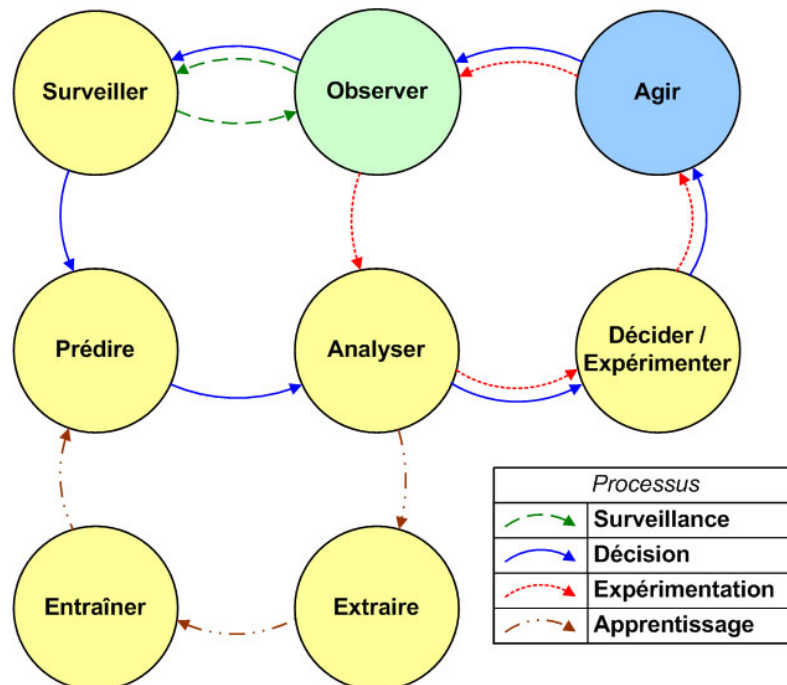 Surveiller
Observer
Agir
Prédire
Analyser
Décider /
Expérimenter
Entraîner
Extraire
Processus
Surveillance
Décision
Expérimentation
Apprentissage